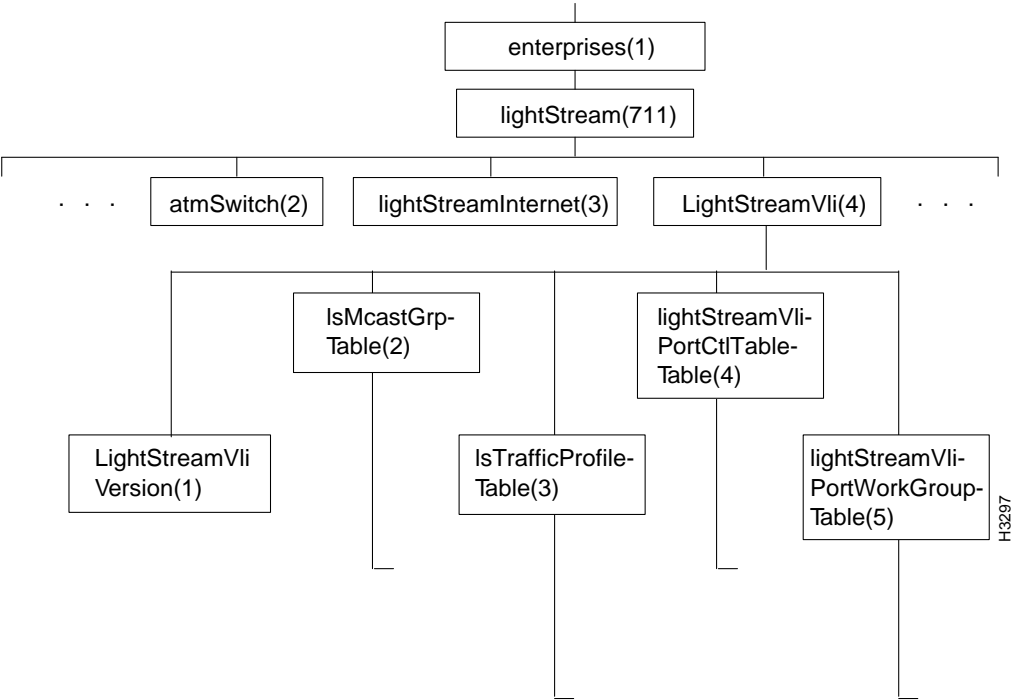 enterprises(1)
lightStream(711)
. . .
atmSwitch(2)
lightStreamInternet(3)
LightStreamVli(4)
. . .
lsMcastGrp-
Table(2)
lightStreamVli-
PortCtlTable-
Table(4)
LightStreamVli
Version(1)
lsTrafficProfile-
Table(3)
lightStreamVli-
PortWorkGroup-
Table(5)
H3297